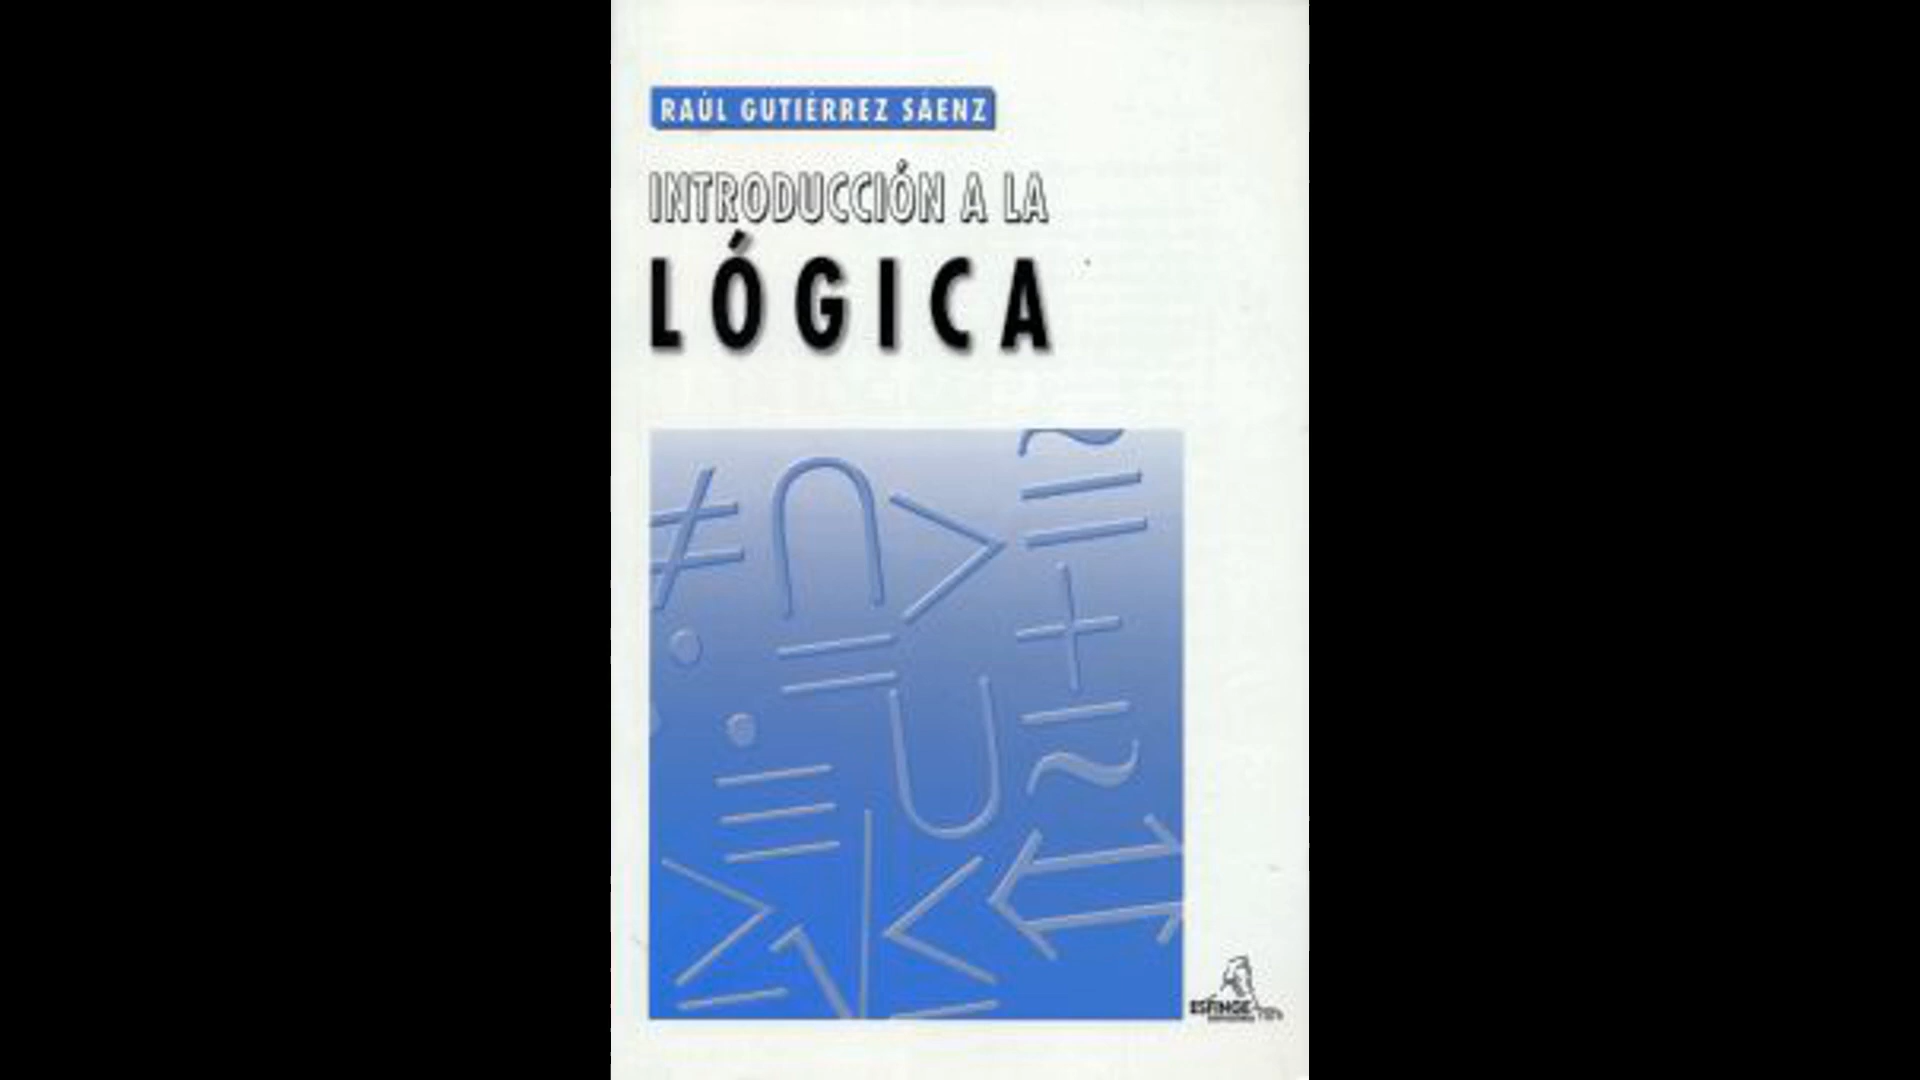 RAÚL GUTIÉRREZ SÁENZ
INTRODUCCIÓN A LA
LÓGICA
ESFINGE